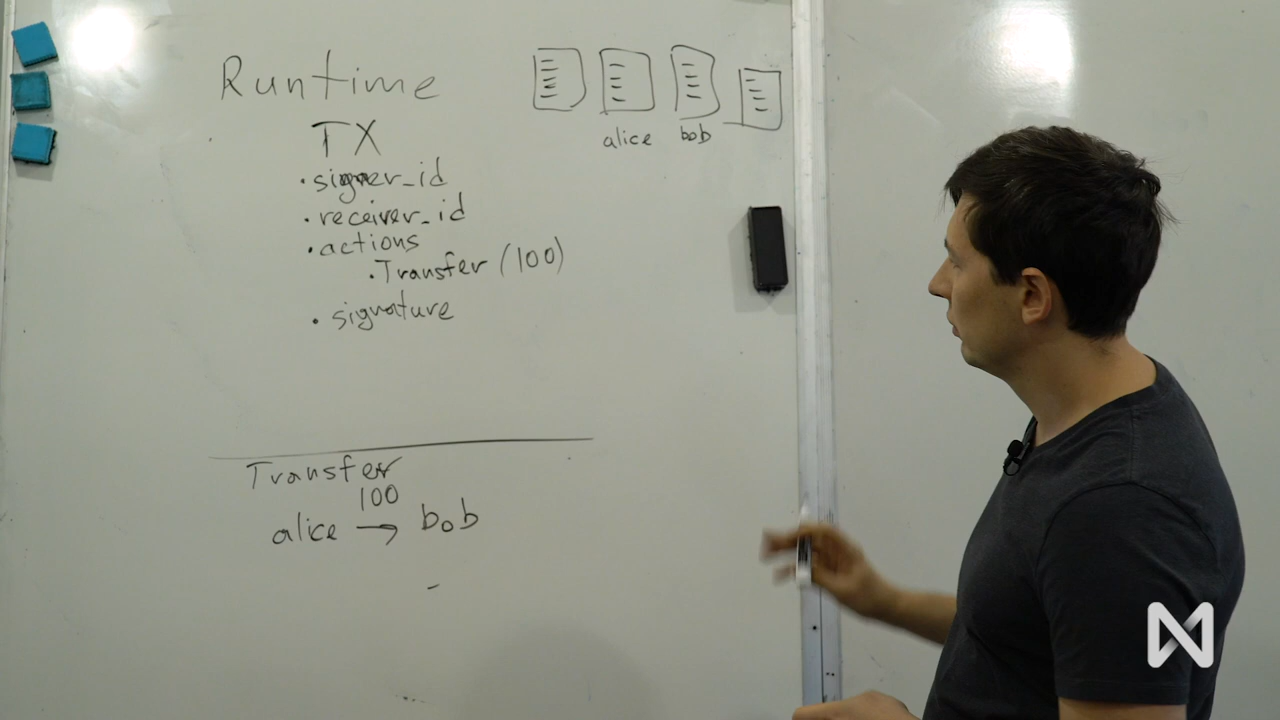 Runtime
TX
• signer_id
• receiver_id
• actions
• Transfer (100)
• signature
alice bob
Transfer
100
alice → bob